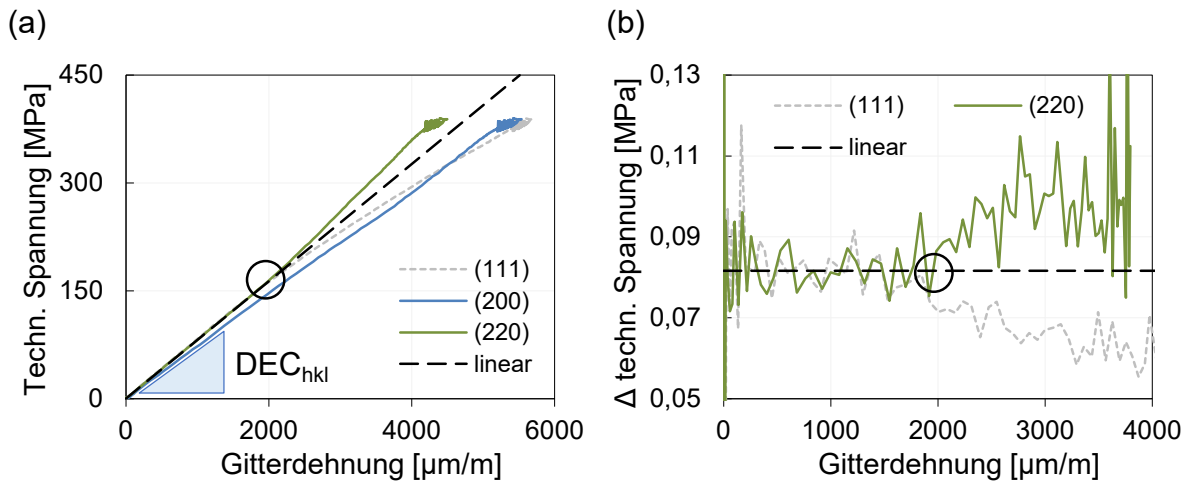 (a)
Techn. Spannung [MPa]
450
300
150
0
(111)
(200)
(220)
linear
DEChkl
0 2000 4000 6000
Gitterdehnung [µm/m]
(b)
Δ techn. Spannung [MPa]
0,13
0,11
0,09
0,07
0,05
(111) (220)
linear
0 1000 2000 3000 4000
Gitterdehnung [µm/m]